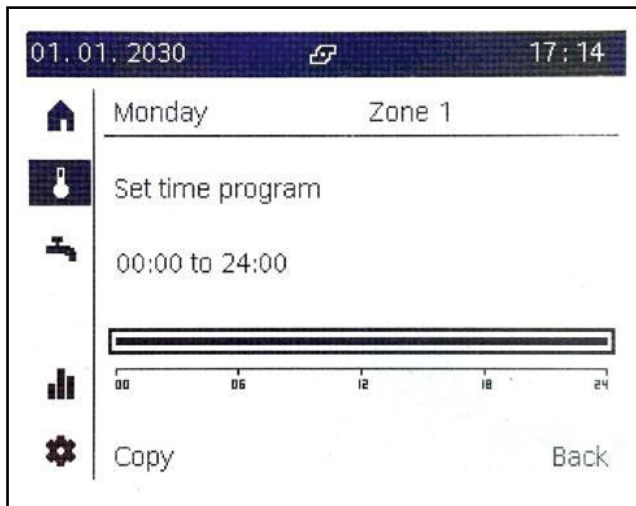 01. 01. 2030 17:14
Monday Zone 1
Set time program
00:00 to 24:00
00 06 12 18 24
Copy Back